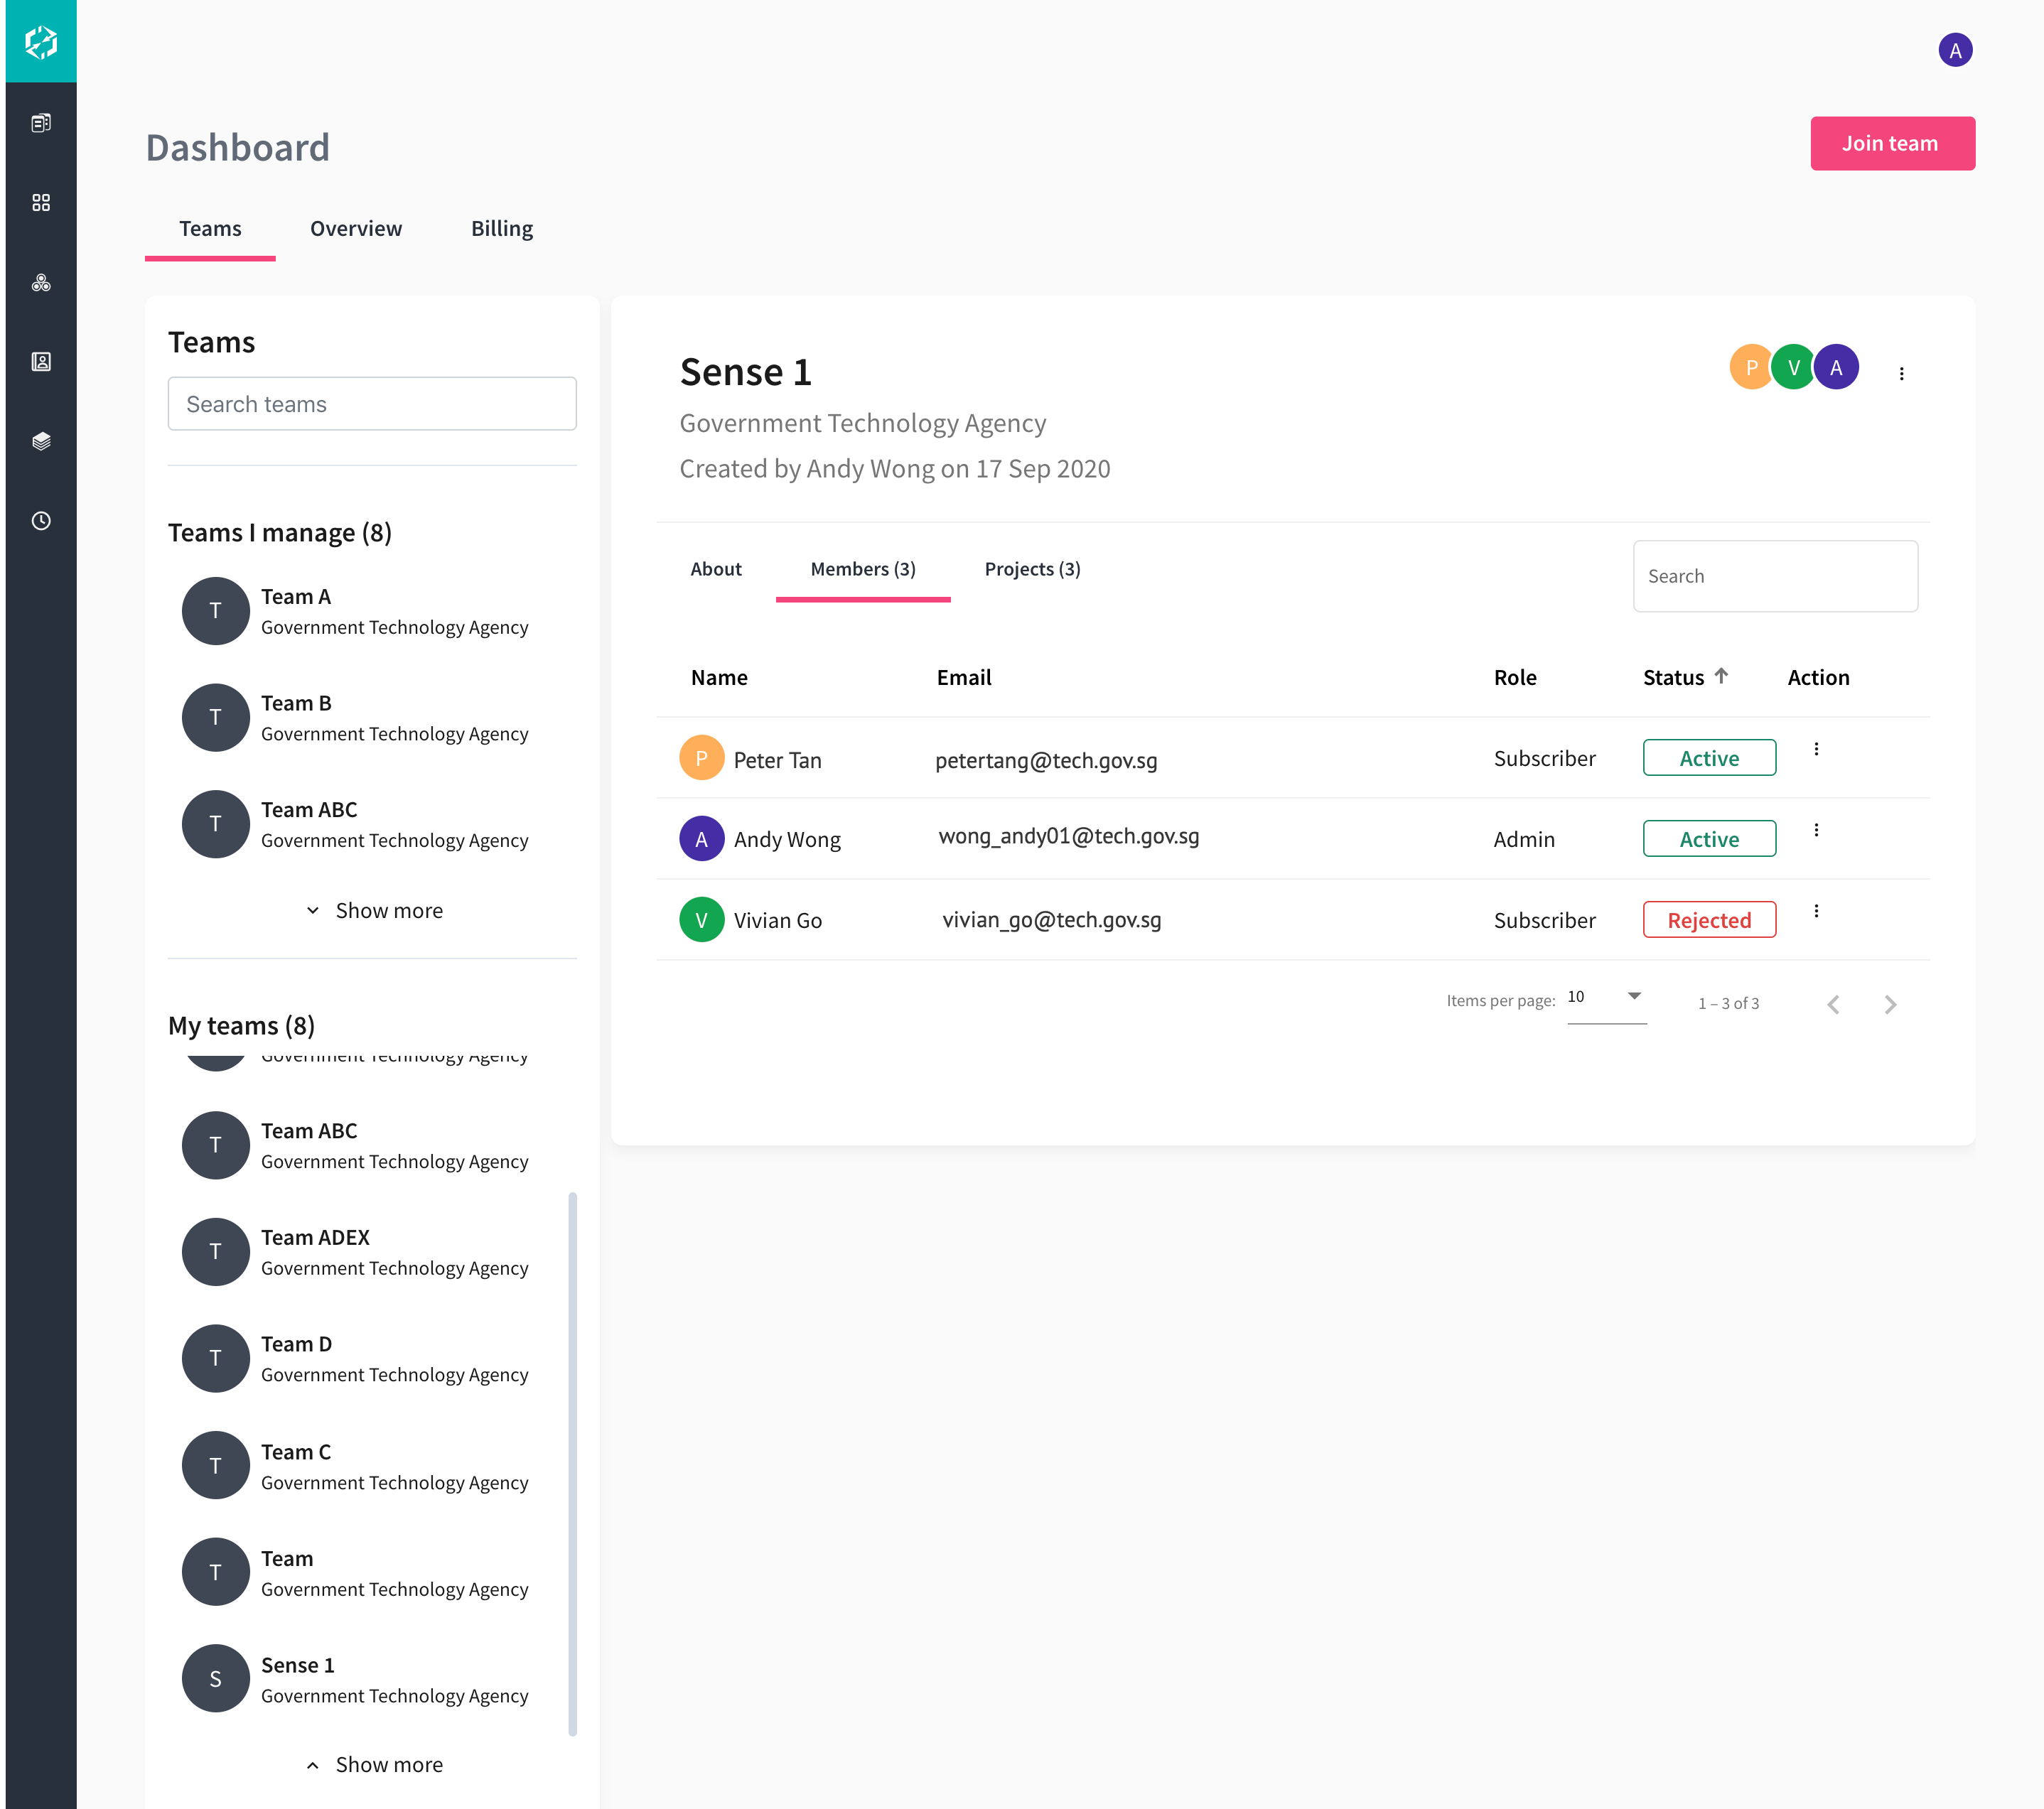 A
Dashboard
Join team
Teams Overview Billing
Teams
Search teams
Teams I manage (8)
T
Team A
Government Technology Agency
T
Team B
Government Technology Agency
T
Team ABC
Government Technology Agency
Show more
My teams (8)
Government Technology Agency
T
Team ABC
Government Technology Agency
T
Team ADEX
Government Technology Agency
T
Team D
Government Technology Agency
T
Team C
Government Technology Agency
T
Team
Government Technology Agency
S
Sense 1
Government Technology Agency
Show more
Sense 1
P V A
Government Technology Agency
Created by Andy Wong on 17 Sep 2020
About Members (3) Projects (3)
Search
Name Email Role Status Action
P Peter Tan petertang@tech.gov.sg Subscriber Active
A Andy Wong wong_andy01@tech.gov.sg Admin Active
V Vivian Go vivian_go@tech.gov.sg Subscriber Rejected
Items per page: 10 1 – 3 of 3